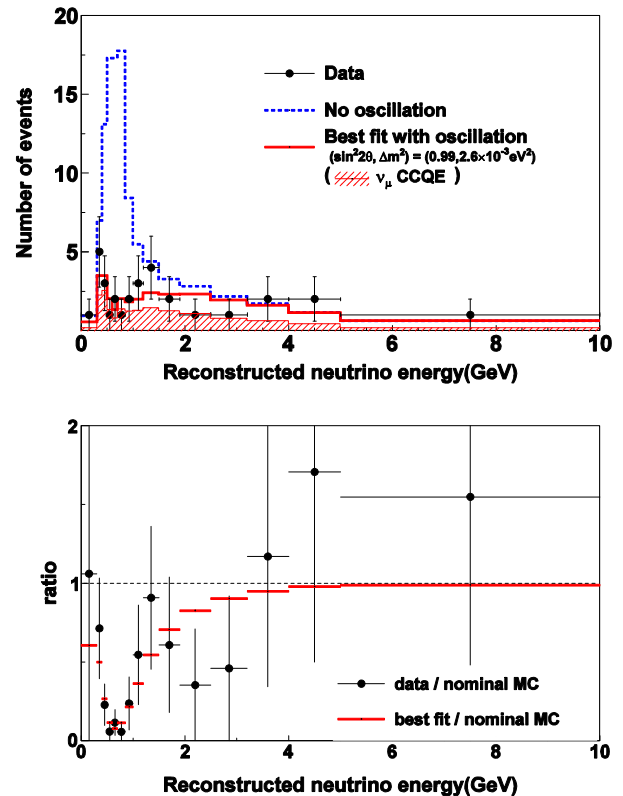 20
15
10
5
0
Number of events
Data
No oscillation
Best fit with oscillation
(sin²2θ, Δm²) = (0.99,2.6×10⁻³eV²)
( νμ CCQE )
0 2 4 6 8 10
Reconstructed neutrino energy(GeV)
2
1
0
ratio
data / nominal MC
best fit / nominal MC
0 2 4 6 8 10
Reconstructed neutrino energy(GeV)